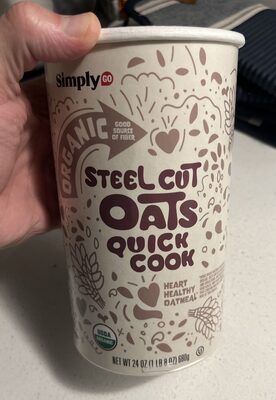 Simply GO
ORGANIC
GOOD
SOURCE
OF FIBER
STEEL CUT
OATS
QUICK
COOK
HEART
HEALTHY
OATMEAL
USDA
ORGANIC
NET WT 24 OZ (1 LB 8 OZ) 680g